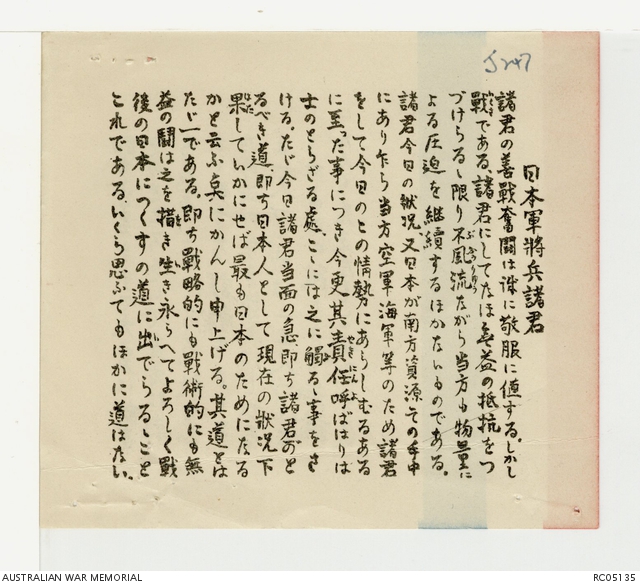 J247
日本軍將兵諸君
諸君の善戰奮闘は誠に敬服に値する。しかし
戰である、諸君にしてなほ無益の抵抗をつ
づけらるゝ限り不風流ながら当方も物量に
よる圧迫を継續するほかないものである。
諸君今日の狀況、又日本が南方資源その手中
にあり乍ら当方空軍、海軍等のため諸君
をして今日のこの情勢にあらしむるある
に至った事につき今更其責任呼ばはりは
士のとらざる處こゝには之に觸るゝ事をさ
ける。たゞ今日諸君当面の急、即ち諸君のと
るべき道、即ち日本人として現在の狀況下
果していかにせば最も日本のためになる
かと云ふ点にかんし申上げる。其道とは
たゞ一である。即ち戰略的にも戰術的にも無
益の闘は之を措き生き永らへてよろしく戰
後の日本につくすの道に出でらるゝこと
これである、いくら思ふてもほかに道はない。
AUSTRALIAN WAR MEMORIAL
RC05135